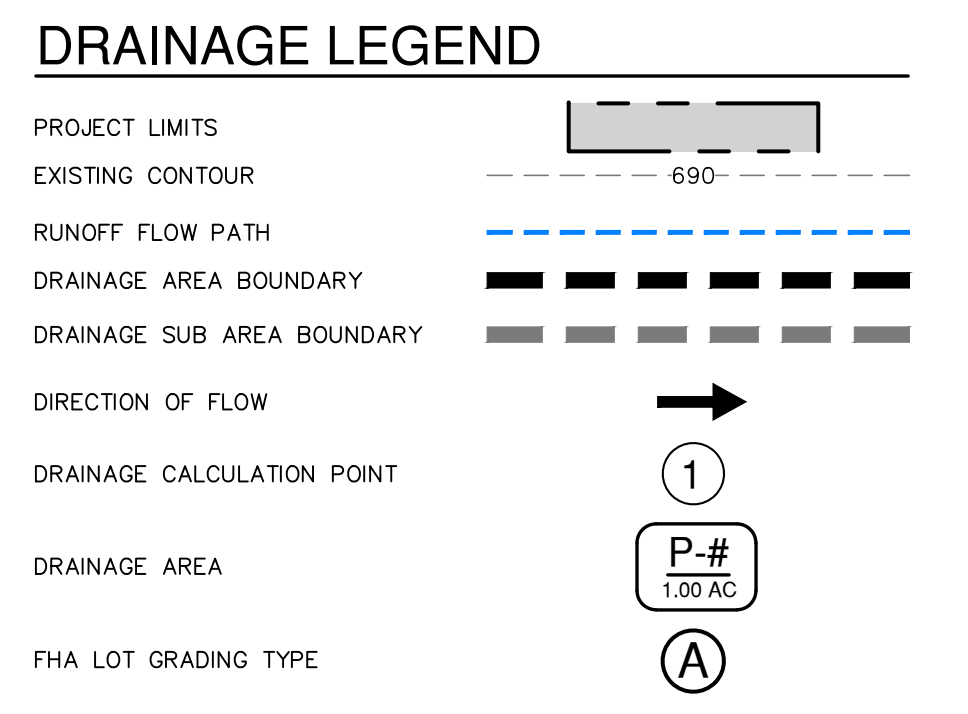 DRAINAGE LEGEND
PROJECT LIMITS
EXISTING CONTOUR 690
RUNOFF FLOW PATH
DRAINAGE AREA BOUNDARY
DRAINAGE SUB AREA BOUNDARY
DIRECTION OF FLOW
DRAINAGE CALCULATION POINT 1
DRAINAGE AREA
P-#
1.00 AC
FHA LOT GRADING TYPE A